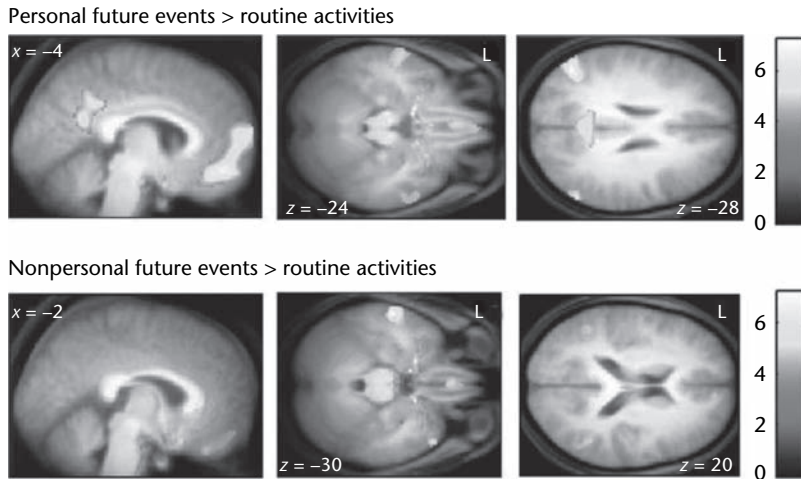 Personal future events > routine activities
x = –4
L
z = –24
L
z = –28
6
4
2
0
Nonpersonal future events > routine activities
x = –2
L
z = –30
L
z = 20
6
4
2
0